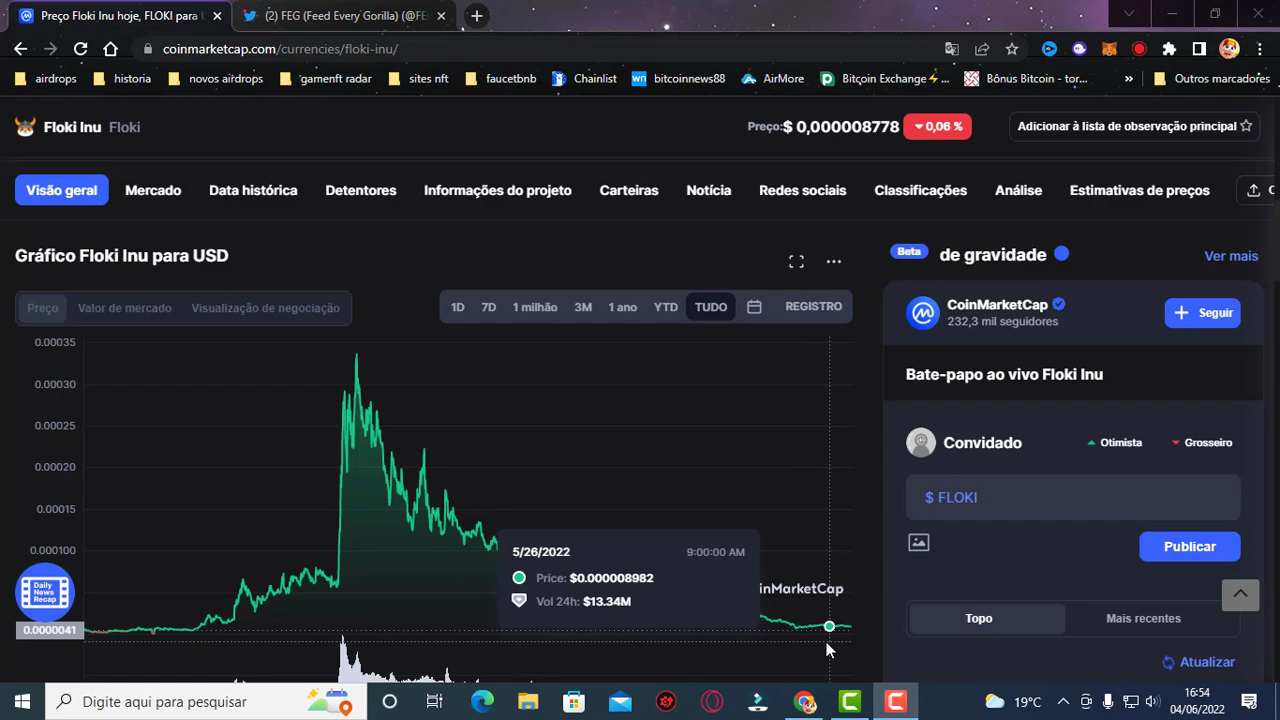 Preço Floki Inu hoje, FLOKI para U
(2) FEG (Feed Every Gorilla) (@FE
coinmarketcap.com/currencies/floki-inu/
airdrops
historia
novos airdrops
'gamenft radar
sites nft
faucetbnb
Chainlist
wn bitcoinnews88
AirMore
Bitcoin Exchange⚡...
Bônus Bitcoin - tor...
»
Outros marcadores
Floki Inu Floki
Preço:$ 0,000008778
0,06 %
Adicionar à lista de observação principal
Visão geral
Mercado
Data histórica
Detentores
Informações do projeto
Carteiras
Notícia
Redes sociais
Classificações
Análise
Estimativas de preços
Gráfico Floki Inu para USD
Beta
de gravidade
Ver mais
Preço
Valor de mercado
Visualização de negociação
1D
7D
1 milhão
3M
1 ano
YTD
TUDO
REGISTRO
CoinMarketCap
232,3 mil seguidores
Seguir
0.00035
0.00030
0.00025
0.00020
0.00015
0.000100
0.0000041
Bate-papo ao vivo Floki Inu
Convidado
Otimista
Grosseiro
$ FLOKI
Publicar
5/26/2022
9:00:00 AM
Price: $0.000008982
Vol 24h: $13.34M
inMarketCap
Daily
News
Recap
Topo
Mais recentes
Atualizar
Digite aqui para pesquisar
19°C
16:54
04/06/2022